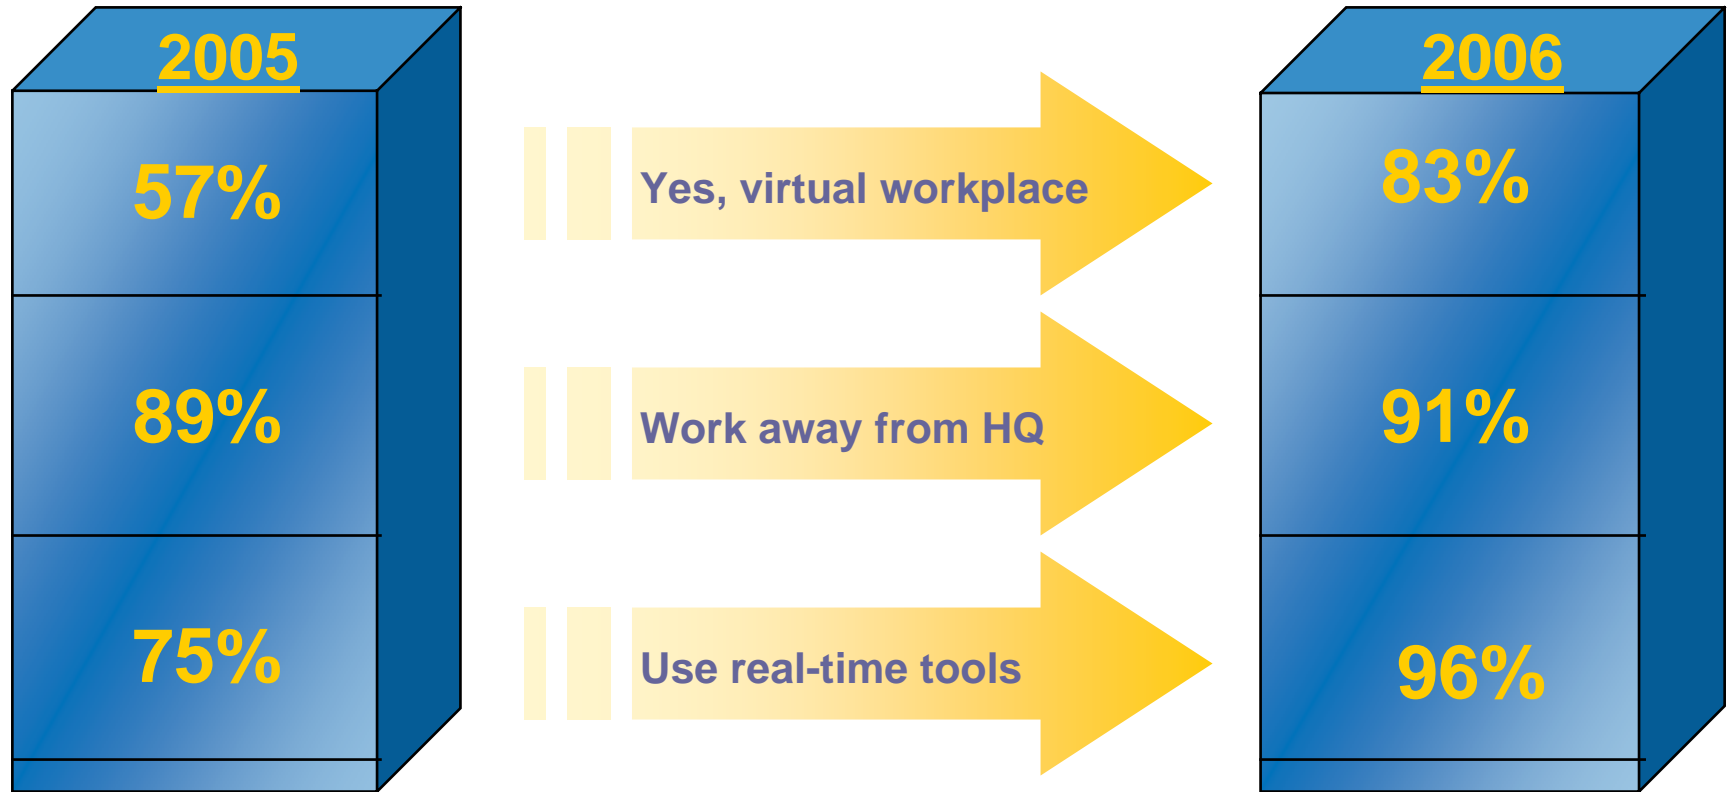 2005
2006
57%
Yes, virtual workplace
83%
89%
Work away from HQ
91%
75%
Use real-time tools
96%